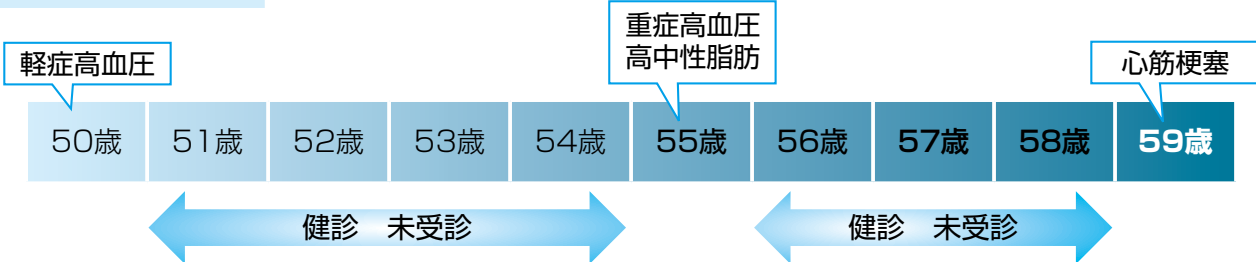 重症高血圧
高中性脂肪
軽症高血圧
心筋梗塞
50歳 51歳 52歳 53歳 54歳 55歳 56歳 57歳 58歳 59歳
健診 未受診 健診 未受診